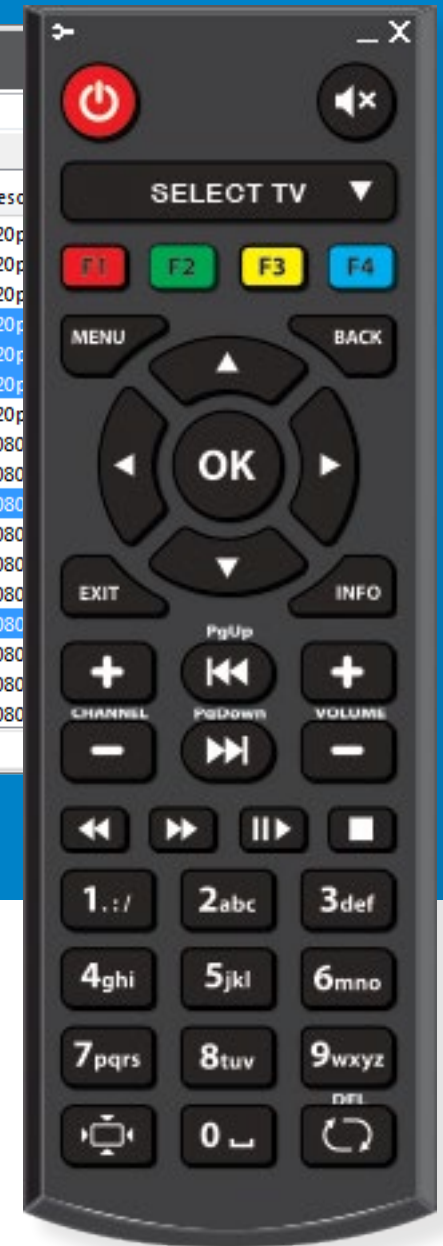 SELECT TV
F1 F2 F3 F4
MENU BACK
OK
EXIT INFO
PgUp
CHANNEL PgDown VOLUME
1.:/ 2abc 3def
4ghi 5jkl 6mno
7pqrs 8tuv 9wxyz
DEL
0